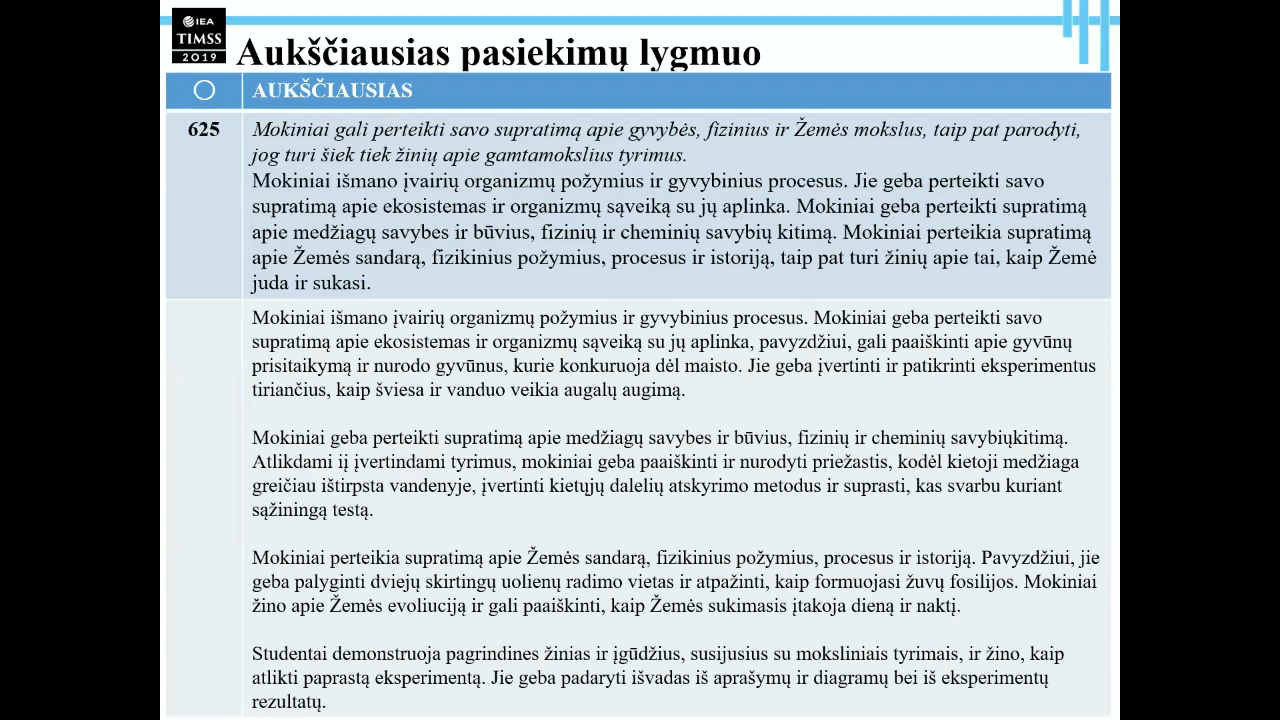 IEA
TIMSS
2019
Aukščiausias pasiekimų lygmuo
AUKŠČIAUSIAS
625
Mokiniai gali perteikti savo supratimą apie gyvybės, fizinius ir Žemės mokslus, taip pat parodyti,
jog turi šiek tiek žinių apie gamtamokslius tyrimus.
Mokiniai išmano įvairių organizmų požymius ir gyvybinius procesus. Jie geba perteikti savo
supratimą apie ekosistemas ir organizmų sąveiką su jų aplinka. Mokiniai geba perteikti supratimą
apie medžiagų savybes ir būvius, fizinių ir cheminių savybių kitimą. Mokiniai perteikia supratimą
apie Žemės sandarą, fizikinius požymius, procesus ir istoriją, taip pat turi žinių apie tai, kaip Žemė
juda ir sukasi.
Mokiniai išmano įvairių organizmų požymius ir gyvybinius procesus. Mokiniai geba perteikti savo
supratimą apie ekosistemas ir organizmų sąveiką su jų aplinka, pavyzdžiui, gali paaiškinti apie gyvūnų
prisitaikymą ir nurodo gyvūnus, kurie konkuruoja dėl maisto. Jie geba įvertinti ir patikrinti eksperimentus
tiriančius, kaip šviesa ir vanduo veikia augalų augimą.
Mokiniai geba perteikti supratimą apie medžiagų savybes ir būvius, fizinių ir cheminių savybiųkitimą.
Atlikdami iį įvertindami tyrimus, mokiniai geba paaiškinti ir nurodyti priežastis, kodėl kietoji medžiaga
greičiau ištirpsta vandenyje, įvertinti kietųjų dalelių atskyrimo metodus ir suprasti, kas svarbu kuriant
sąžiningą testą.
Mokiniai perteikia supratimą apie Žemės sandarą, fizikinius požymius, procesus ir istoriją. Pavyzdžiui, jie
geba palyginti dviejų skirtingų uolienų radimo vietas ir atpažinti, kaip formuojasi žuvų fosilijos. Mokiniai
žino apie Žemės evoliuciją ir gali paaiškinti, kaip Žemės sukimasis įtakoja dieną ir naktį.
Studentai demonstruoja pagrindines žinias ir įgūdžius, susijusius su moksliniais tyrimais, ir žino, kaip
atlikti paprastą eksperimentą. Jie geba padaryti išvadas iš aprašymų ir diagramų bei iš eksperimentų
rezultatų.